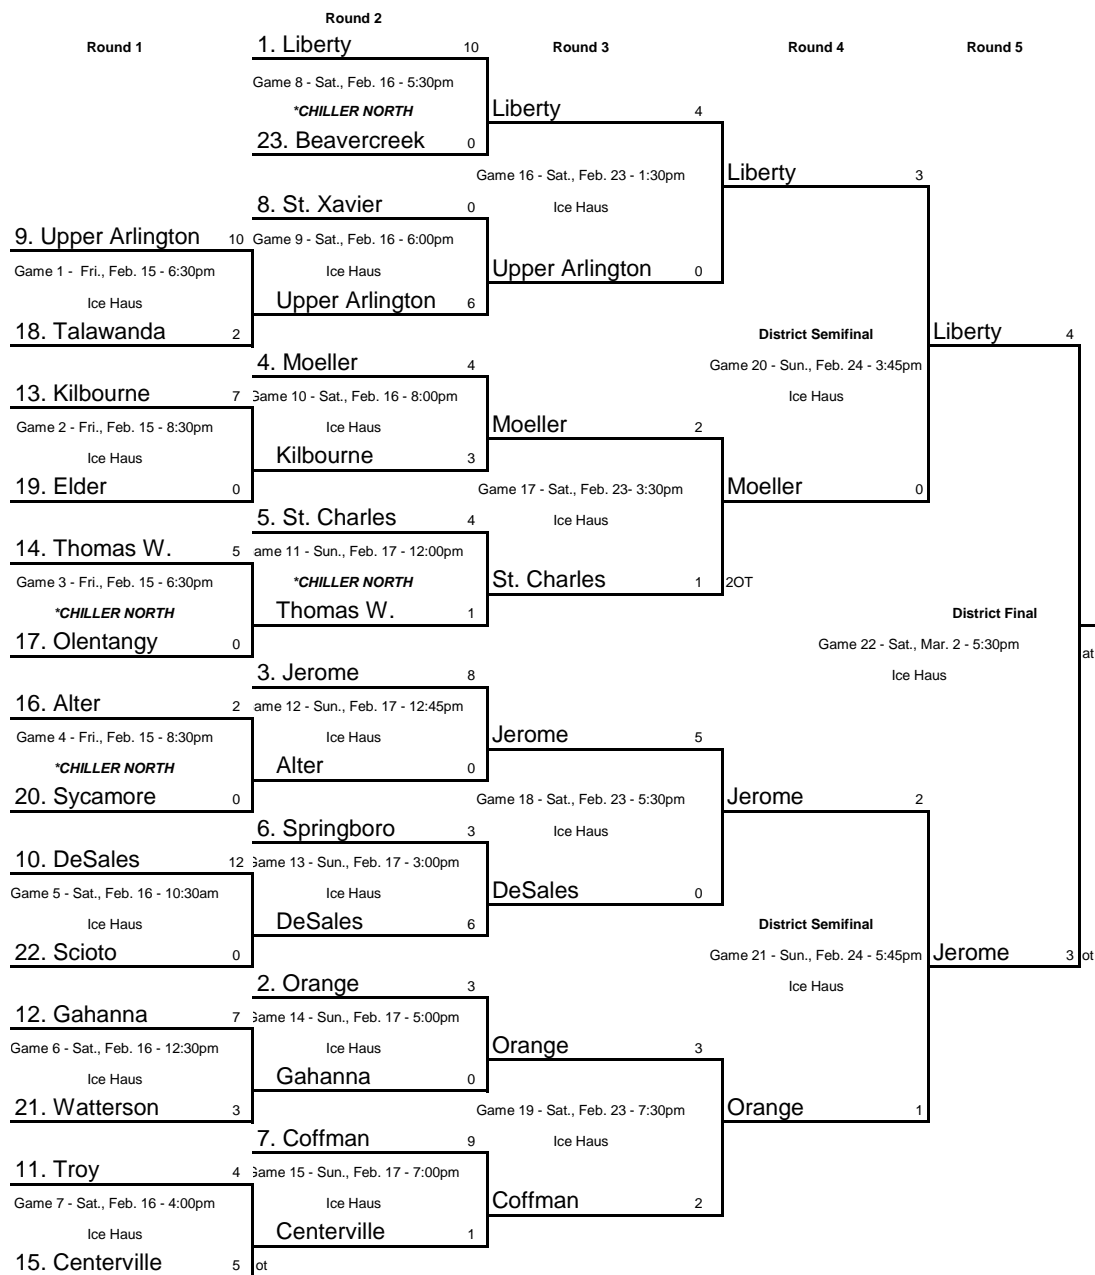 Round 2
Round 1
1. Liberty 10
Round 3
Round 4
Round 5
Game 8 - Sat., Feb. 16 - 5:30pm
*CHILLER NORTH
Liberty 4
23. Beavercreek 0
Liberty 3
Game 16 - Sat., Feb. 23 - 1:30pm
8. St. Xavier 0
Ice Haus
9. Upper Arlington 10
Game 9 - Sat., Feb. 16 - 6:00pm
Game 1 - Fri., Feb. 15 - 6:30pm
Ice Haus
Upper Arlington 0
Ice Haus
Upper Arlington 6
18. Talawanda 2
District Semifinal
Liberty 4
4. Moeller 4
Game 20 - Sun., Feb. 24 - 3:45pm
13. Kilbourne 7
Game 10 - Sat., Feb. 16 - 8:00pm
Ice Haus
Game 2 - Fri., Feb. 15 - 8:30pm
Ice Haus
Moeller 2
Ice Haus
Kilbourne 3
19. Elder 0
Game 17 - Sat., Feb. 23- 3:30pm
Moeller 0
5. St. Charles 4
Ice Haus
14. Thomas W. 5
ame 11 - Sun., Feb. 17 - 12:00pm
Game 3 - Fri., Feb. 15 - 6:30pm
*CHILLER NORTH
St. Charles 1 2OT
*CHILLER NORTH
Thomas W. 1
District Final
17. Olentangy 0
Game 22 - Sat., Mar. 2 - 5:30pm
at
3. Jerome 8
Ice Haus
16. Alter 2
ame 12 - Sun., Feb. 17 - 12:45pm
Game 4 - Fri., Feb. 15 - 8:30pm
Ice Haus
Jerome 5
*CHILLER NORTH
Alter 0
20. Sycamore 0
Game 18 - Sat., Feb. 23 - 5:30pm
Jerome 2
6. Springboro 3
Ice Haus
10. DeSales 12
Game 13 - Sun., Feb. 17 - 3:00pm
Game 5 - Sat., Feb. 16 - 10:30am
Ice Haus
DeSales 0
Ice Haus
DeSales 6
District Semifinal
22. Scioto 0
Game 21 - Sun., Feb. 24 - 5:45pm
Jerome 3 ot
2. Orange 3
Ice Haus
12. Gahanna 7
Game 14 - Sun., Feb. 17 - 5:00pm
Game 6 - Sat., Feb. 16 - 12:30pm
Ice Haus
Orange 3
Ice Haus
Gahanna 0
21. Watterson 3
Game 19 - Sat., Feb. 23 - 7:30pm
Orange 1
7. Coffman 9
Ice Haus
11. Troy 4
Game 15 - Sun., Feb. 17 - 7:00pm
Game 7 - Sat., Feb. 16 - 4:00pm
Ice Haus
Coffman 2
Ice Haus
Centerville 1
15. Centerville 5 ot